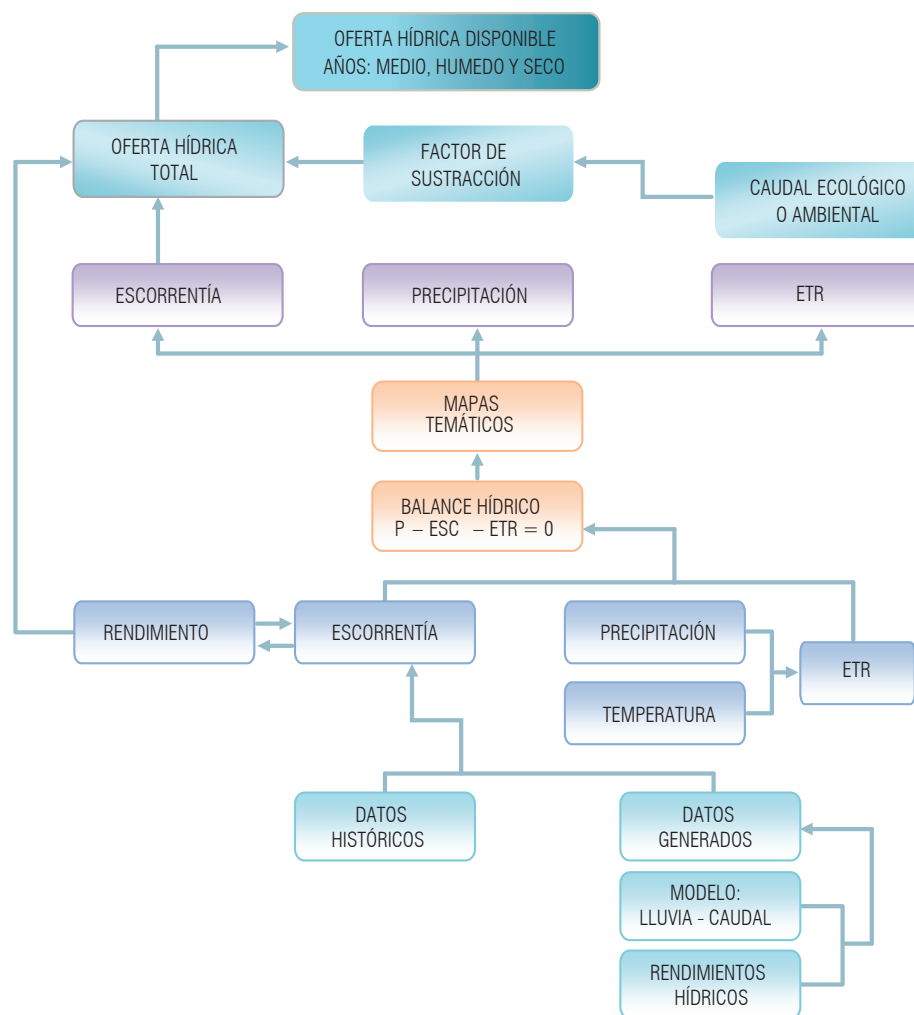 OFERTA HÍDRICA DISPONIBLE
AÑOS: MEDIO, HUMEDO Y SECO
OFERTA HÍDRICA
TOTAL
FACTOR DE
SUSTRACCIÓN
CAUDAL ECOLÓGICO
O AMBIENTAL
ESCORRENTÍA
PRECIPITACIÓN
ETR
MAPAS
TEMÁTICOS
BALANCE HÍDRICO
P – ESC – ETR = 0
RENDIMIENTO
ESCORRENTÍA
PRECIPITACIÓN
ETR
TEMPERATURA
DATOS
HISTÓRICOS
DATOS
GENERADOS
MODELO:
LLUVIA - CAUDAL
RENDIMIENTOS
HÍDRICOS